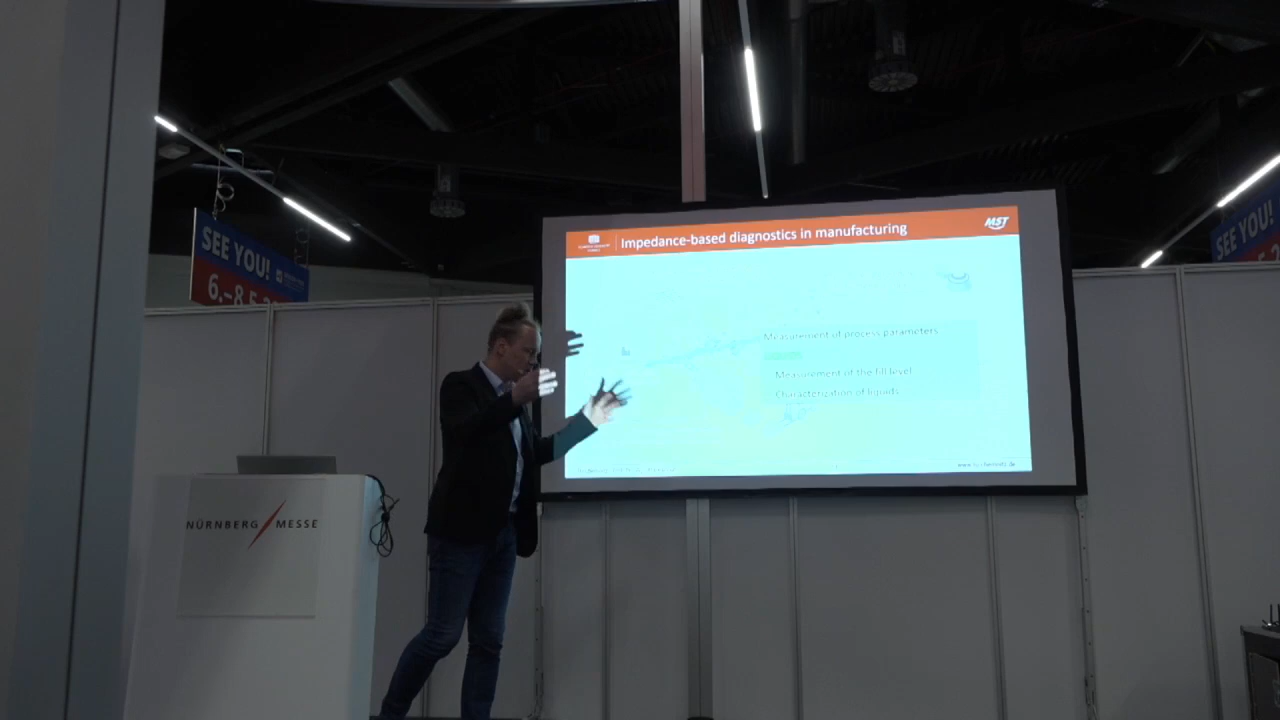 SEE YOU!
6.–8.5.2
Impedance-based diagnostics in manufacturing
MST
Measurement of process parameters
Measurement of the fill level
Characterization of liquids
NÜRNBERG MESSE
SEE YOU!